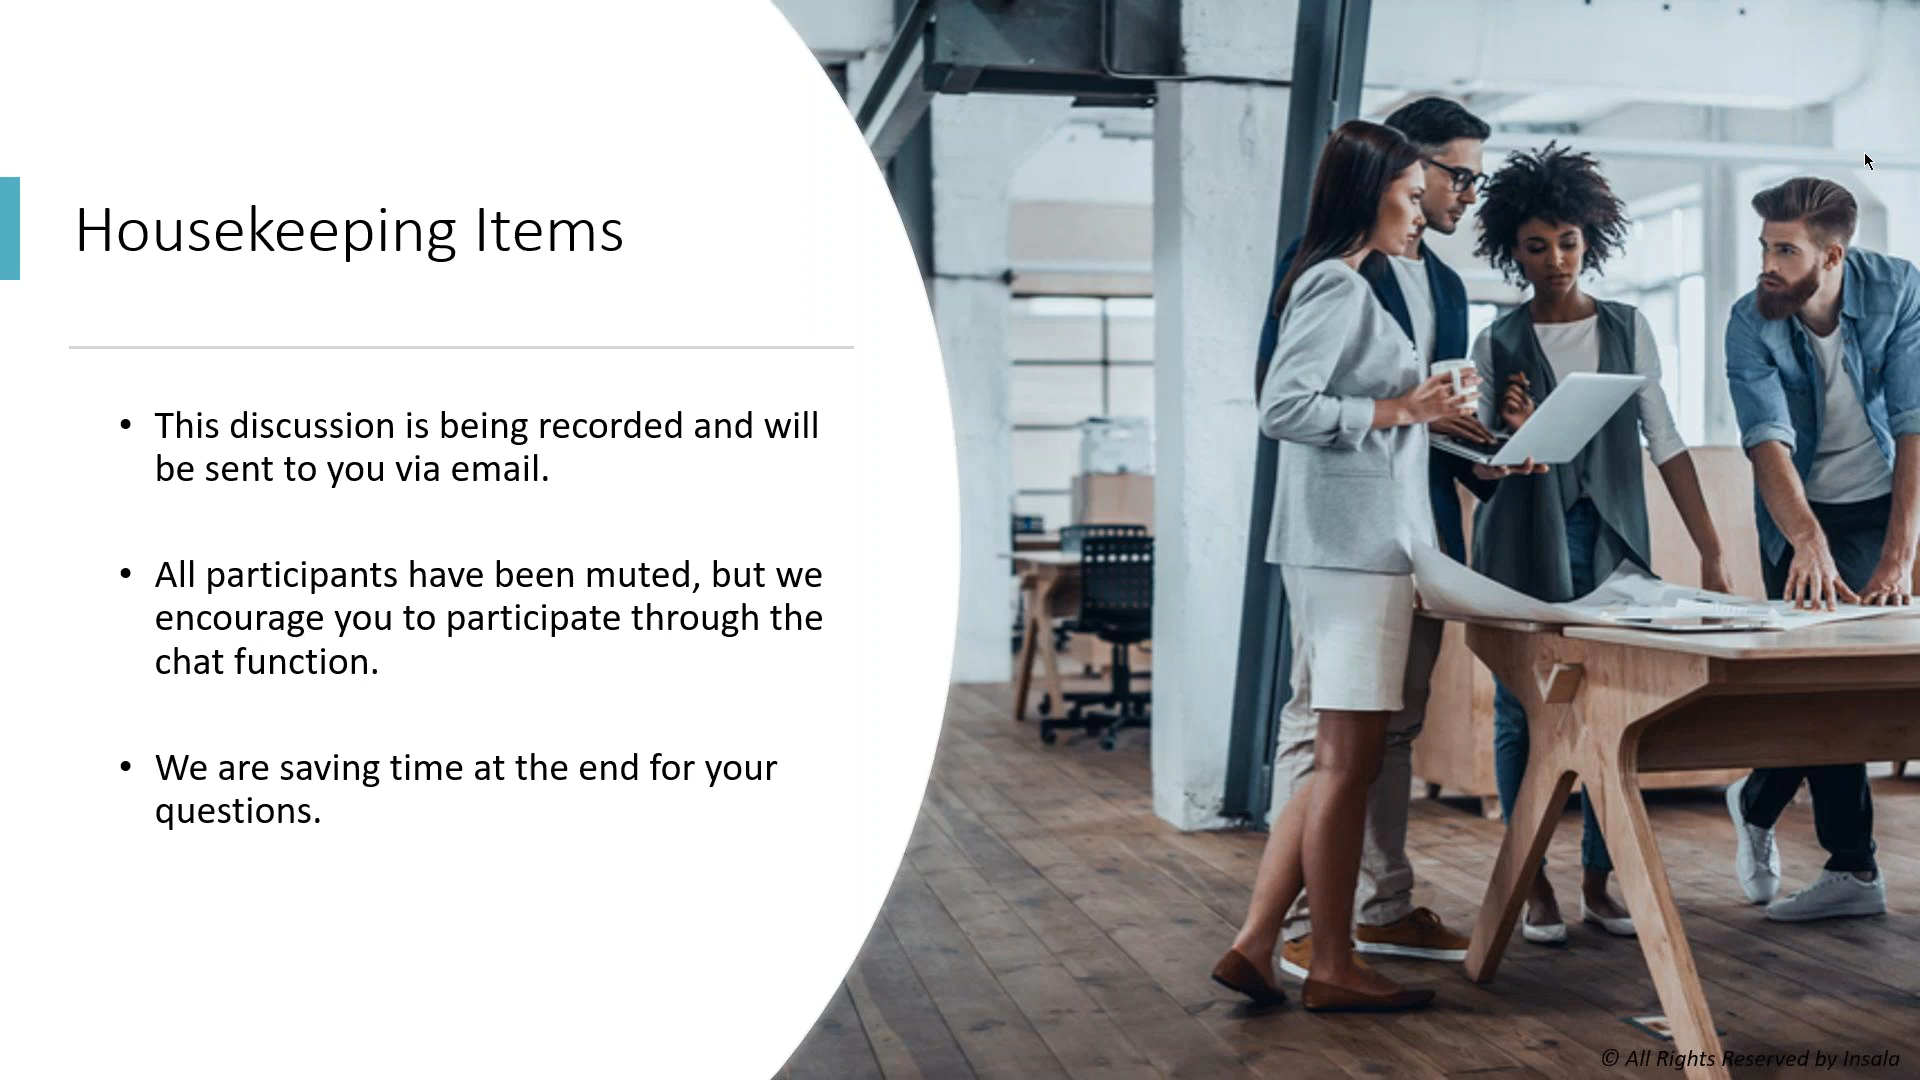 Housekeeping Items
• This discussion is being recorded and will
be sent to you via email.
• All participants have been muted, but we
encourage you to participate through the
chat function.
• We are saving time at the end for your
questions.
© All Rights Reserved by Insala